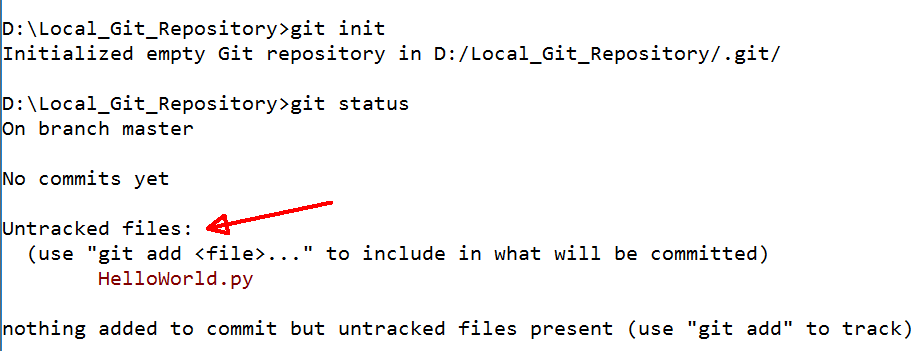 D:\Local_Git_Repository>git init
Initialized empty Git repository in D:/Local_Git_Repository/.git/
D:\Local_Git_Repository>git status
On branch master
No commits yet
Untracked files:
(use "git add <file>..." to include in what will be committed)
HelloWorld.py
nothing added to commit but untracked files present (use "git add" to track)